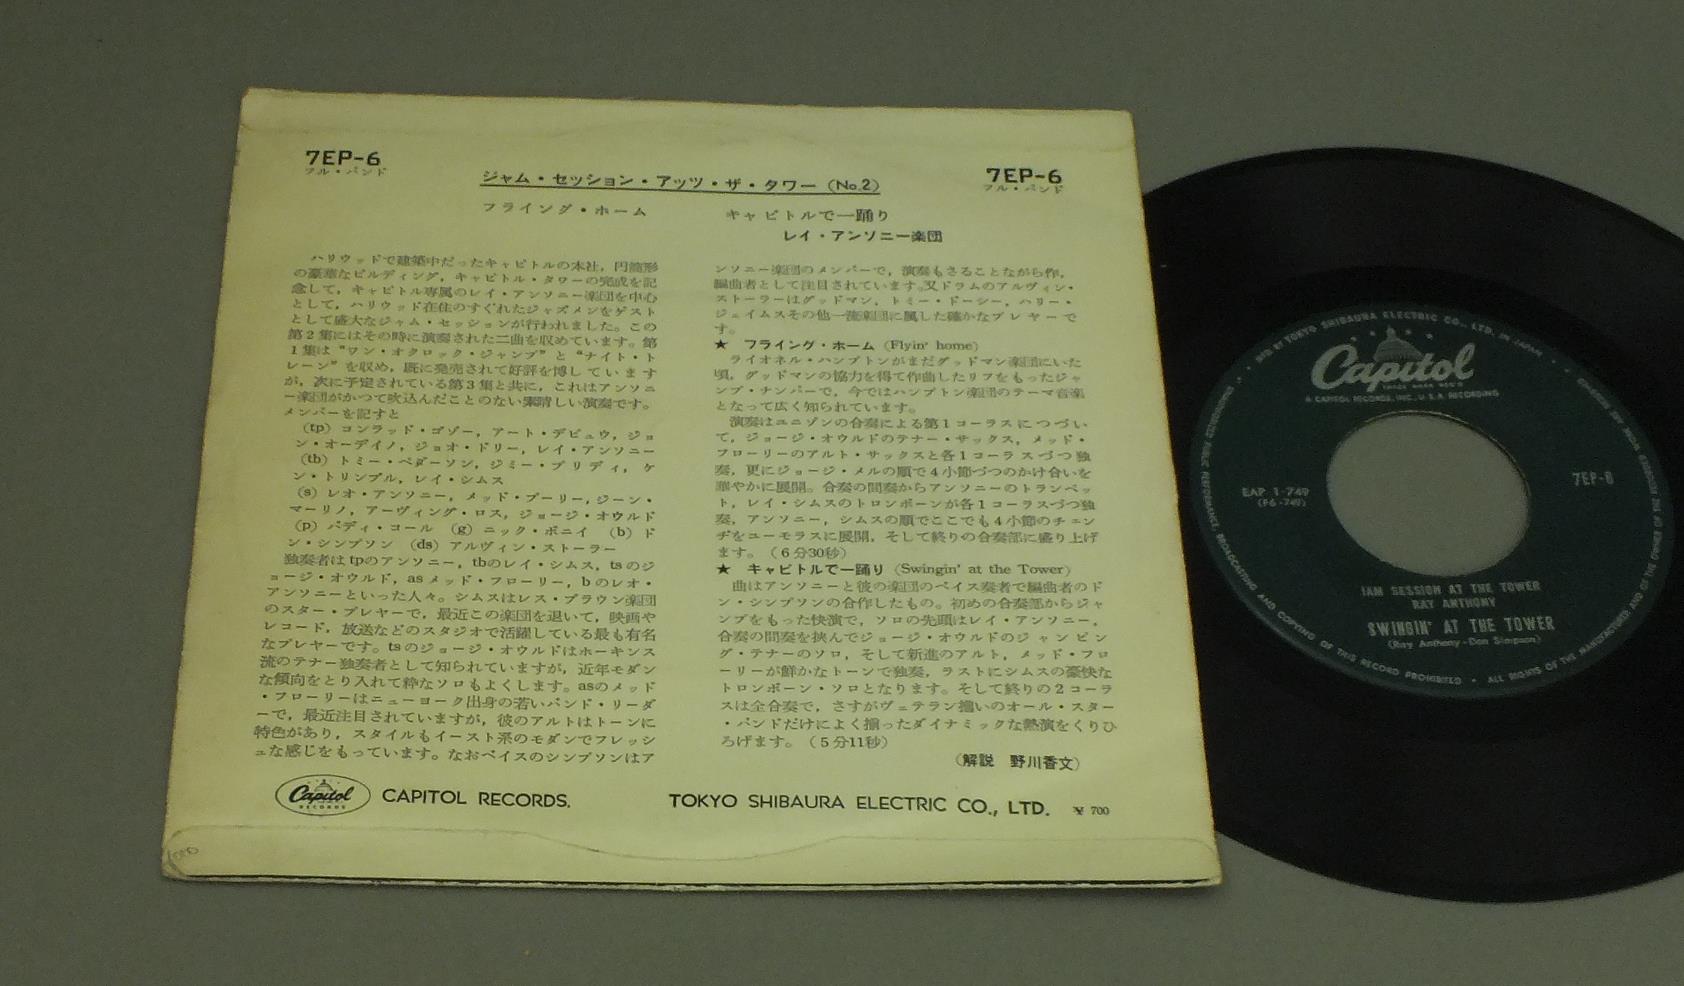 7EP-6
フル・バンド
ジャム・セッション・アッツ・ザ・タワー (No.2)
7EP-6
フル・バンド
フライング・ホーム
キャピトルで一踊り
レイ・アンソニー楽団
ハリウッドで建築中だったキャピトルの本社, 円筒形
の豪華なビルディング, キャピトル・タワーの完成を記
念して, キャピトル専属のレイ・アンソニー楽団を中心
として, ハリウッド在住のすぐれたジャズメンをゲスト
として盛大なジャム・セッションが行われました。この
第2集にはその時に演奏された二曲を収めています。第
1集は"ワン・オクロック・ジャンプ"と"ナイト・ト
レーン"を収め, 既に発売されて好評を博しています
が, 次に予定されている第3集と共に, これはアンソニ
ー楽団がかつて吹込んだことのない素晴しい演奏です。
メンバーを記すと
(tp) コンラッド・ゴゾー, アート・デピュウ, ジョ
ン・オーデイノ, ジョオ・ドリー, レイ・アンソニー
(tb) トミー・ペダーソン, ジミー・プリディ, ケ
ン・トリンブル, レイ・シムス
(s) レオ・アンソニー, メッド・フーリー, ジーン・
マーリノ, アーヴィング・ロス, ジョージ・オウルド
(p) パディ・コール (g) ニック・ボニイ (b) ド
ン・シンプソン (ds) アルヴィン・ストーラー
独奏者はtpのアンソニー, tbのレイ・シムス, tsのジ
ョージ・オウルド, asメッド・フローリー, bのレオ・
アンソニーといった人々。シムスはレス・ブラウン楽団
のスター・プレヤーで, 最近この楽団を退いて, 映画や
レコード, 放送などのスタジオで活躍している最も有名
なプレヤーです。tsのジョージ・オウルドはホーキンス
流のテナー独奏者として知られていますが, 近年モダン
な傾向をとり入れて粋なソロもよくします。asのメッド
・フローリーはニューヨーク出身の若いバンド・リーダ
ーで, 最近注目されていますが, 彼のアルトはトーンに
特色があり, スタイルもイースト系のモダンでフレッシ
ュな感じをもっています。なおベイスのシンプソンはア
ンソニー楽団のメンバーで, 演奏もさることながら作,
編曲者として注目されています。又ドラムのアルヴィン・
ストーラーはグッドマン, トミー・ドーシー, ハリー・
ジェイムスその他一流楽団に属した確かなプレヤーで
す。
★ フライング・ホーム (Flyin' home)
ライオネル・ハンプトンがまだグッドマン楽団にいた
頃, グッドマンの協力を得て作曲したリフをもったジャ
ンプ・ナンバーで, 今ではハンプトン楽団のテーマ音楽
となって広く知られています。
演奏はユニゾンの合奏による第1コーラスにつづい
て, ジョージ・オウルドのテナー・サックス, メッド・
フローリーのアルト・サックスと各1コーラスづつ独
奏, 更にジョージ・メルの順で4小節づつのかけ合いを
華やかに展開。合奏の間奏からアンソニーのトランペッ
ト, レイ・シムスのトロンボーンが各1コーラスづつ独
奏, アンソニー, シムスの順でここでも4小節のチェン
ヂをユーモラスに展開, そして終りの合奏部に盛り上げ
ます。(6分30秒)
★ キャピトルで一踊り (Swingin' at the Tower)
曲はアンソニーと彼の楽団のベイス奏者で編曲者のド
ン・シンプソンの合作したもの。初めの合奏部からジャ
ンプをもった快演で, ソロの先頭はレイ・アンソニー,
合奏の間奏を挟んでジョージ・オウルドのジャンピン
グ・テナーのソロ, そして新進のアルト, メッド・フロ
ーリーが鮮かなトーンで独奏, ラストにシムスの豪快な
トロンボーン・ソロとなります。そして終りの2コーラ
スは全合奏で, さすがヴェテラン揃いのオール・スター
・バンドだけによく揃ったダイナミックな熱演をくりひ
ろげます。(5分11秒)
(解説 野川香文)
Capitol
RECORDS
CAPITOL RECORDS.
TOKYO SHIBAURA ELECTRIC CO., LTD. ¥ 700
MFD BY TOKYO SHIBAURA ELECTRIC CO., LTD. IN JAPAN
Capitol
TRADE MARK REG'D
A CAPITOL RECORDS, INC., U.S.A. RECORDING
EAP 1-749
(F6-749)
7EP-6
JAM SESSION AT THE TOWER
RAY ANTHONY
SWINGIN' AT THE TOWER
(Ray Anthony-Don Simpson)
UNAUTHORIZED PUBLIC PERFORMANCE, BROADCASTING AND COPYING OF THIS RECORD PROHIBITED • ALL RIGHTS OF THE MANUFACTURER AND OF THE OWNER OF THE RECORDED WORK ARE RESERVED